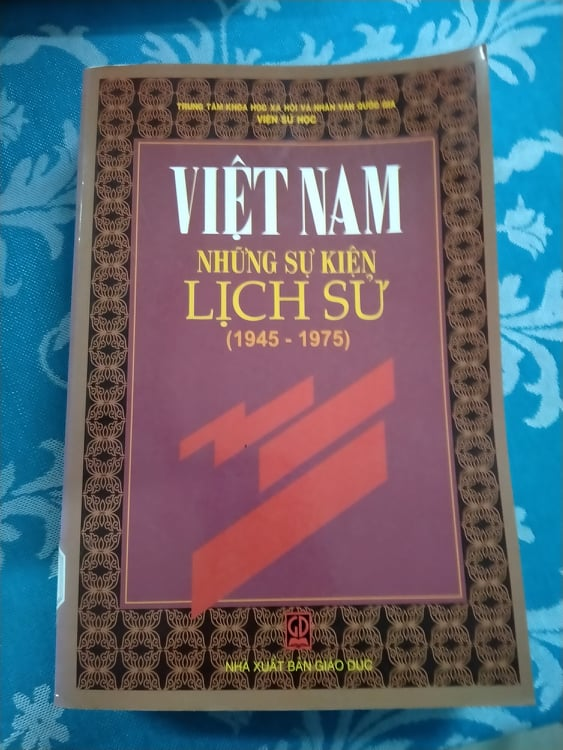 TRUNG TÂM KHOA HỌC XÃ HỘI VÀ NHÂN VĂN QUỐC GIA
VIỆN SỬ HỌC
VIỆT NAM
NHỮNG SỰ KIỆN
LỊCH SỬ
(1945 - 1975)
GD
NHÀ XUẤT BẢN GIÁO DỤC